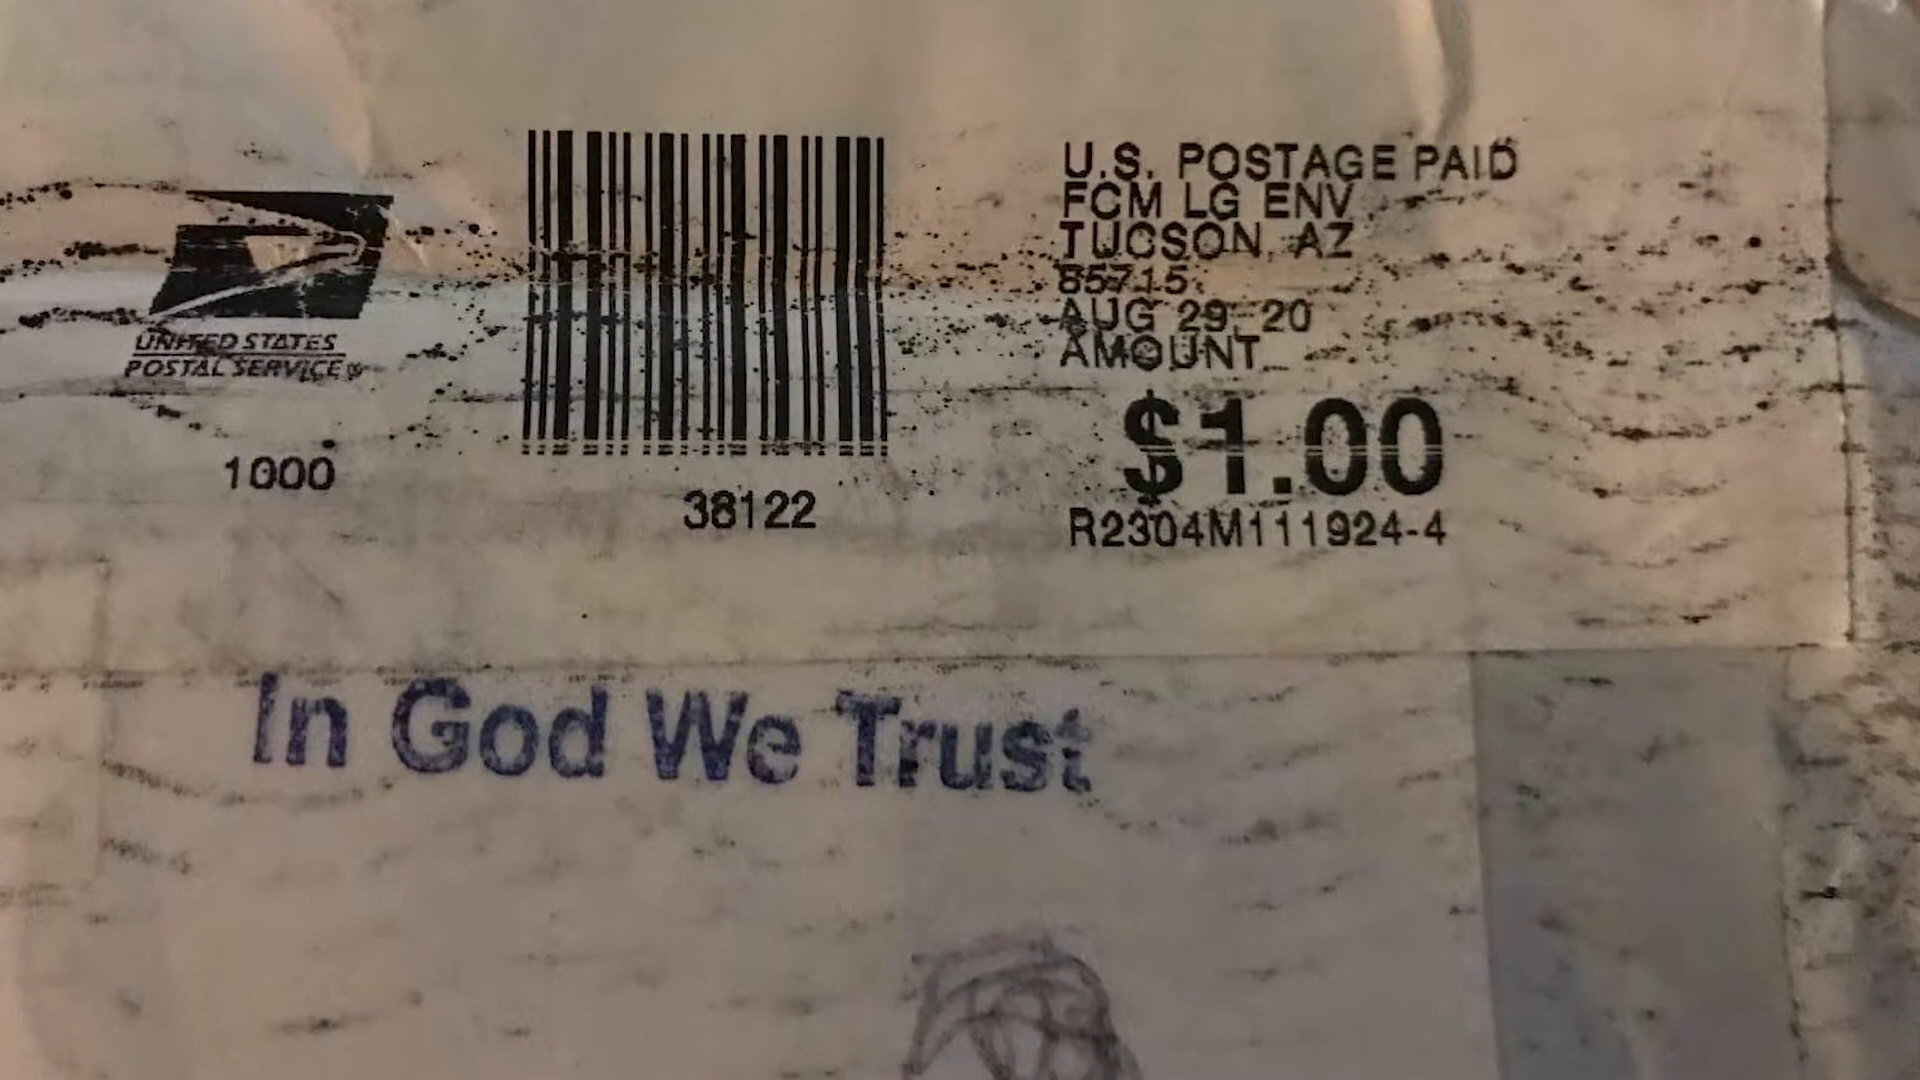 UNITED STATES
POSTAL SERVICE®
1000
38122
U.S. POSTAGE PAID
FCM LG ENV
TUCSON, AZ
85715
AUG 29, 20
AMOUNT
$1.00
R2304M111924-4
In God We Trust